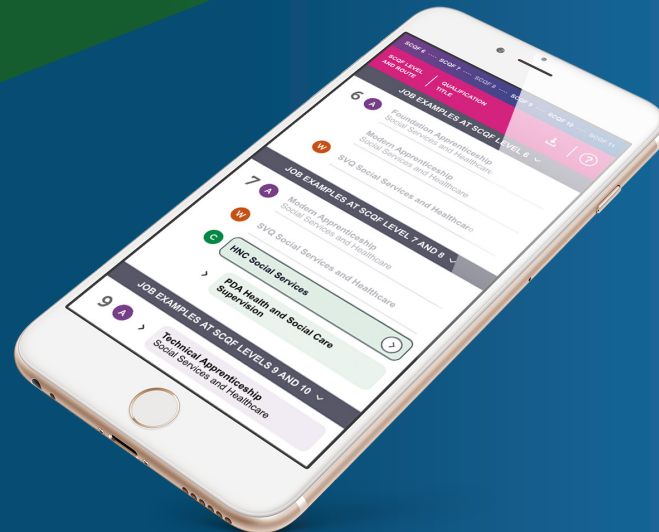 SCQF 6 ---- SCQF 7 ---- SCQF 8 ---- SCQF 9 ---- SCQF 10 ---- SCQF 11
SCQF LEVEL
AND ROUTE
QUALIFICATION
TITLE
?
JOB EXAMPLES AT SCQF LEVEL 6
6 A Foundation Apprenticeship
Social Services and Healthcare
Modern Apprenticeship
Social Services and Healthcare
W SVQ Social Services and Healthcare
JOB EXAMPLES AT SCQF LEVEL 7 AND 8
7 A Modern Apprenticeship
Social Services and Healthcare
W SVQ Social Services and Healthcare
C HNC Social Services
PDA Health and Social Care
Supervision
JOB EXAMPLES AT SCQF LEVELS 9 AND 10
9 A Technical Apprenticeship
Social Services and Healthcare